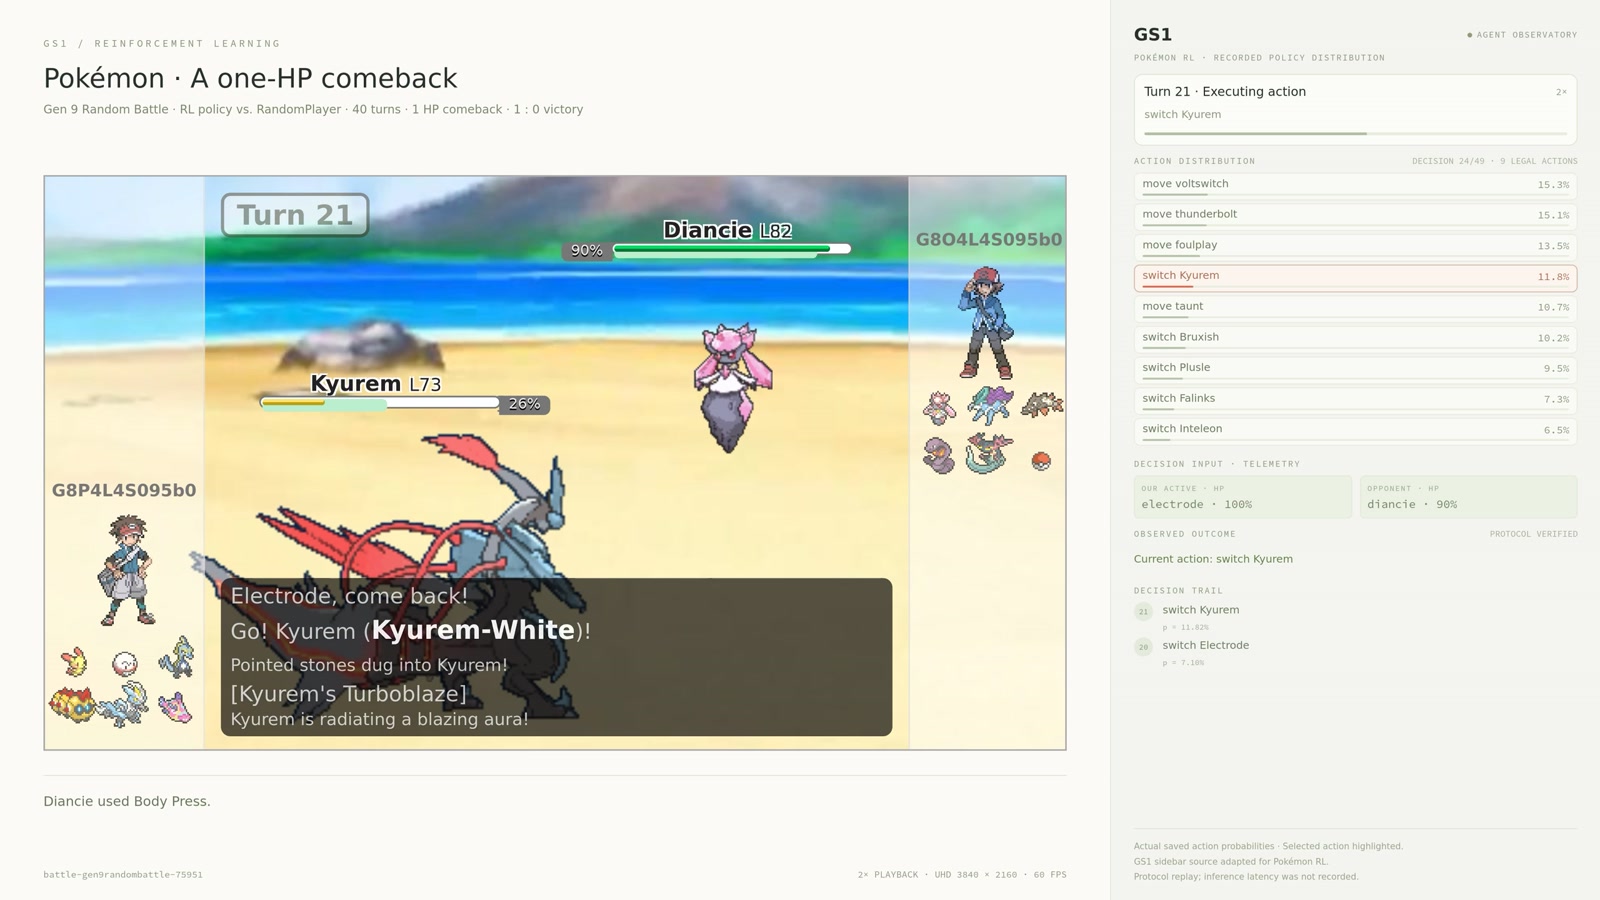 GS1 / REINFORCEMENT LEARNING
Pokémon · A one-HP comeback
Gen 9 Random Battle · RL policy vs. RandomPlayer · 40 turns · 1 HP comeback · 1 : 0 victory
Turn 21
Diancie L82
90%
G8O4L4S095b0
Kyurem L73
26%
G8P4L4S095b0
Electrode, come back!
Go! Kyurem (Kyurem-White)!
Pointed stones dug into Kyurem!
[Kyurem's Turboblaze]
Kyurem is radiating a blazing aura!
Diancie used Body Press.
battle-gen9randombattle-75951
2× PLAYBACK · UHD 3840 × 2160 · 60 FPS
GS1
● AGENT OBSERVATORY
POKÉMON RL · RECORDED POLICY DISTRIBUTION
Turn 21 · Executing action
2×
switch Kyurem
ACTION DISTRIBUTION
DECISION 24/49 · 9 LEGAL ACTIONS
move voltswitch 15.3%
move thunderbolt 15.1%
move foulplay 13.5%
switch Kyurem 11.8%
move taunt 10.7%
switch Bruxish 10.2%
switch Plusle 9.5%
switch Falinks 7.3%
switch Inteleon 6.5%
DECISION INPUT · TELEMETRY
OUR ACTIVE · HP
electrode · 100%
OPPONENT · HP
diancie · 90%
OBSERVED OUTCOME
PROTOCOL VERIFIED
Current action: switch Kyurem
DECISION TRAIL
21 switch Kyurem
p = 11.82%
20 switch Electrode
p = 7.10%
Actual saved action probabilities · Selected action highlighted.
GS1 sidebar source adapted for Pokémon RL.
Protocol replay; inference latency was not recorded.